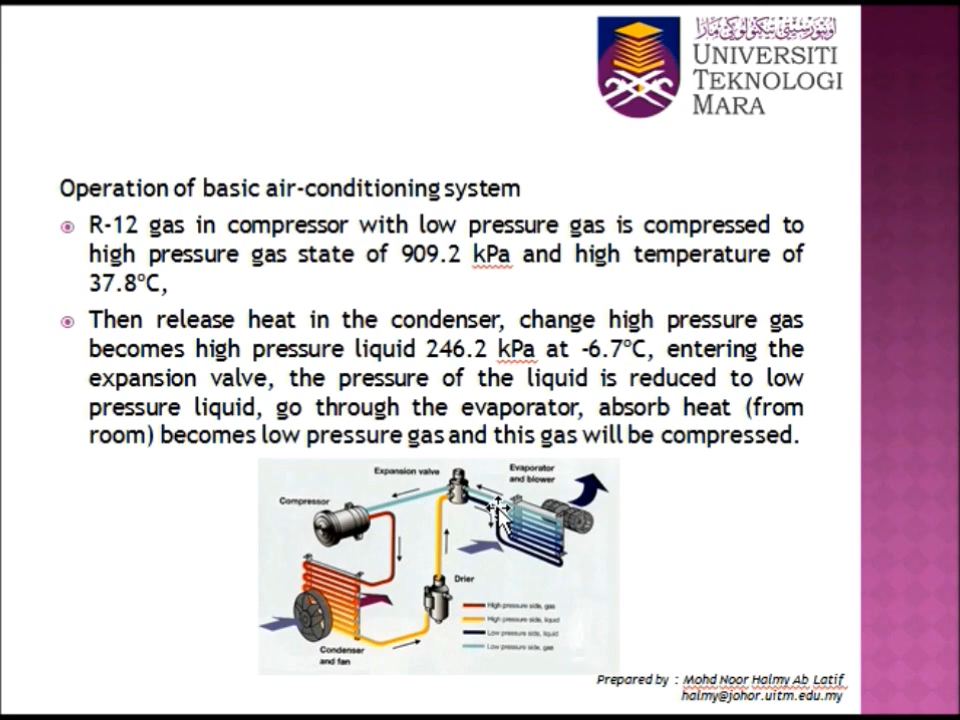 اونيۏرسيتي تيكنولوڬي مارا
UNIVERSITI
TEKNOLOGI
MARA
Operation of basic air-conditioning system
R-12 gas in compressor with low pressure gas is compressed to
high pressure gas state of 909.2 kPa and high temperature of
37.8ºC,
Then release heat in the condenser, change high pressure gas
becomes high pressure liquid 246.2 kPa at -6.7ºC, entering the
expansion valve, the pressure of the liquid is reduced to low
pressure liquid, go through the evaporator, absorb heat (from
room) becomes low pressure gas and this gas will be compressed.
Expansion valve
Evaporator
and blower
Compressor
Drier
High pressure side, gas
High pressure side, liquid
Low pressure side, liquid
Low pressure side, gas
Condenser
and fan
Prepared by : Mohd Noor Halmy Ab Latif
halmy@johor.uitm.edu.my